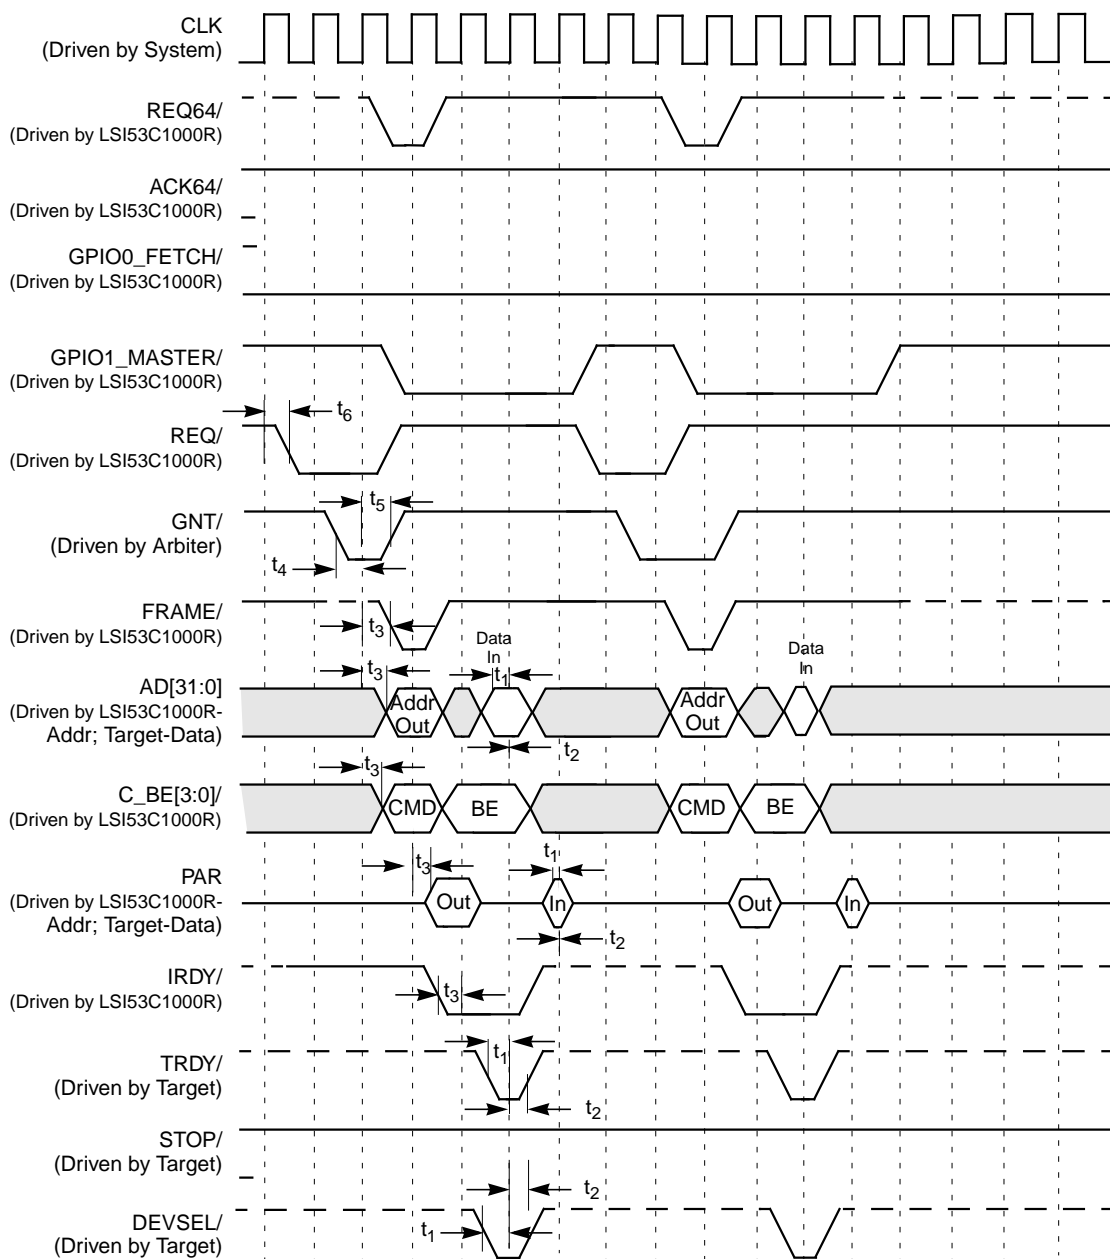 CLK
(Driven by System)
REQ64/
(Driven by LSI53C1000R)
ACK64/
(Driven by LSI53C1000R)
GPIO0_FETCH/
(Driven by LSI53C1000R)
GPIO1_MASTER/
(Driven by LSI53C1000R)
t6
REQ/
(Driven by LSI53C1000R)
t5
GNT/
(Driven by Arbiter)
t4
FRAME/
(Driven by LSI53C1000R)
t3
Data
In
Data
In
t3
t1
AD[31:0]
(Driven by LSI53C1000R-
Addr; Target-Data)
Addr
Out
Addr
Out
t2
t3
C_BE[3:0]/
(Driven by LSI53C1000R)
CMD
BE
CMD
BE
t3
t1
PAR
(Driven by LSI53C1000R-
Addr; Target-Data)
Out
In
Out
In
t2
IRDY/
(Driven by LSI53C1000R)
t3
t1
TRDY/
(Driven by Target)
t2
STOP/
(Driven by Target)
t2
DEVSEL/
(Driven by Target)
t1